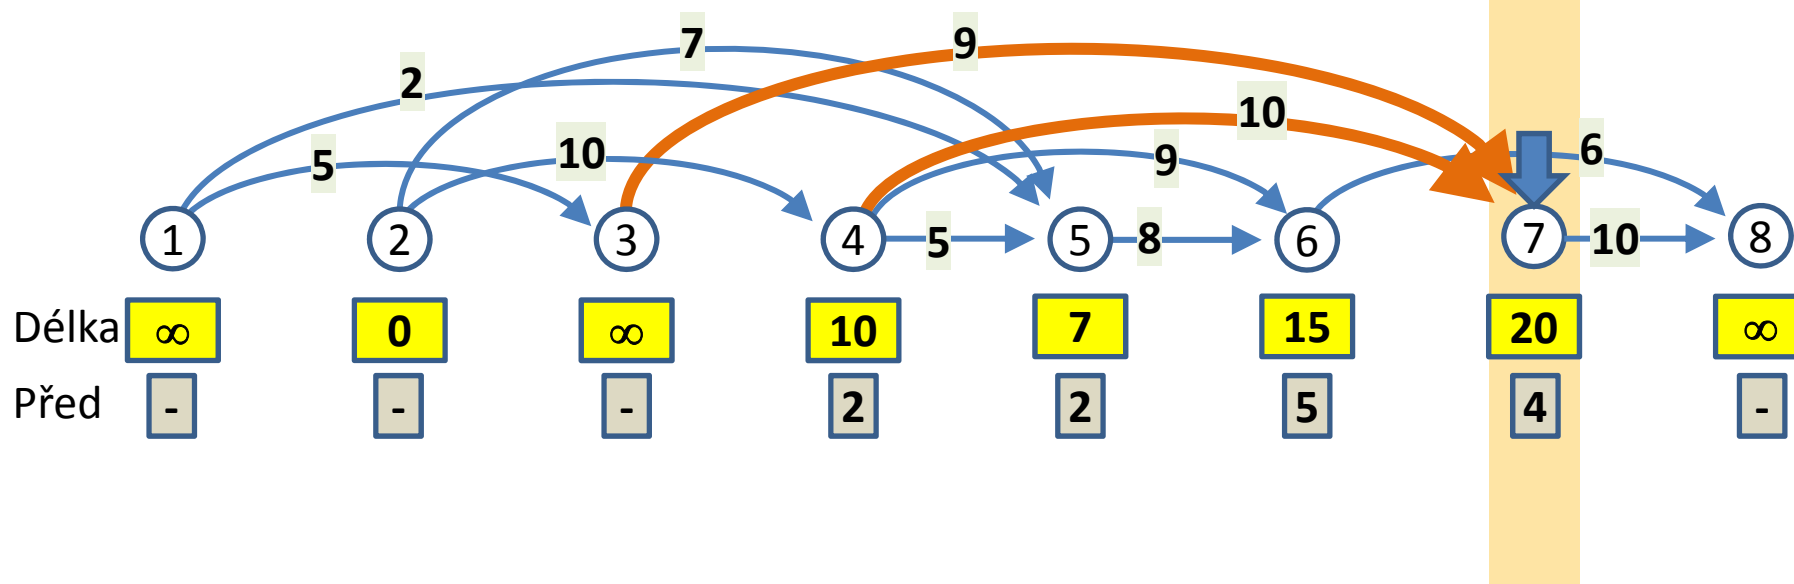 7 9
2 10
5 10 9 6
1 2 3 4 5 5 8 6 7 10 8
Délka ∞ 0 ∞ 10 7 15 20 ∞
Před - - - 2 2 5 4 -